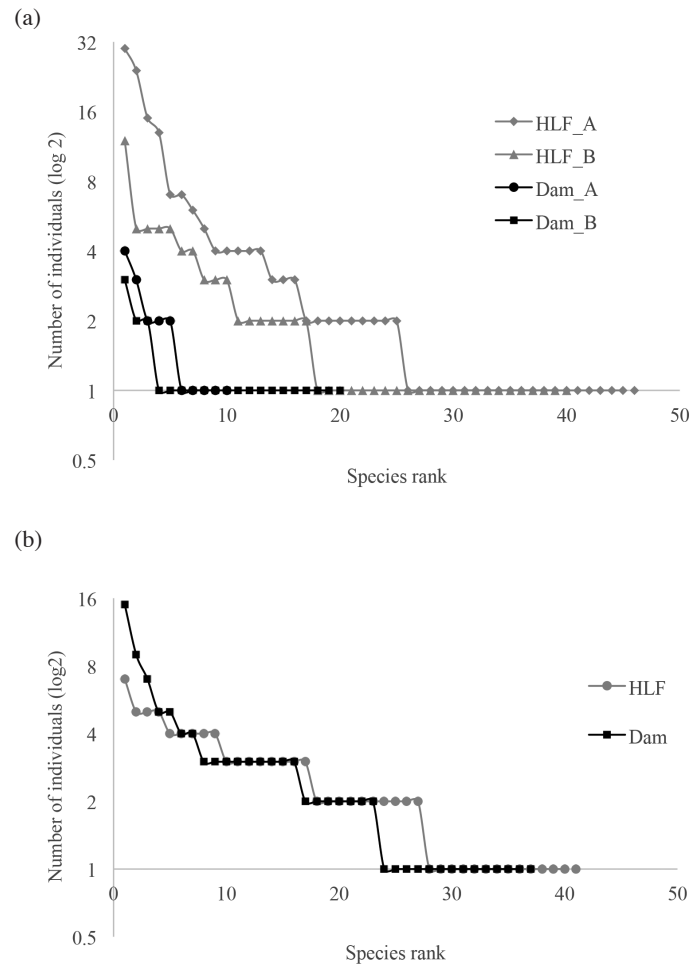 (a)
Number of individuals (log 2)
32
16
8
4
2
1
0.5
0
10
20
30
40
50
Species rank
HLF_A
HLF_B
Dam_A
Dam_B
(b)
Number of individuals (log2)
16
8
4
2
1
0.5
0
10
20
30
40
50
Species rank
HLF
Dam